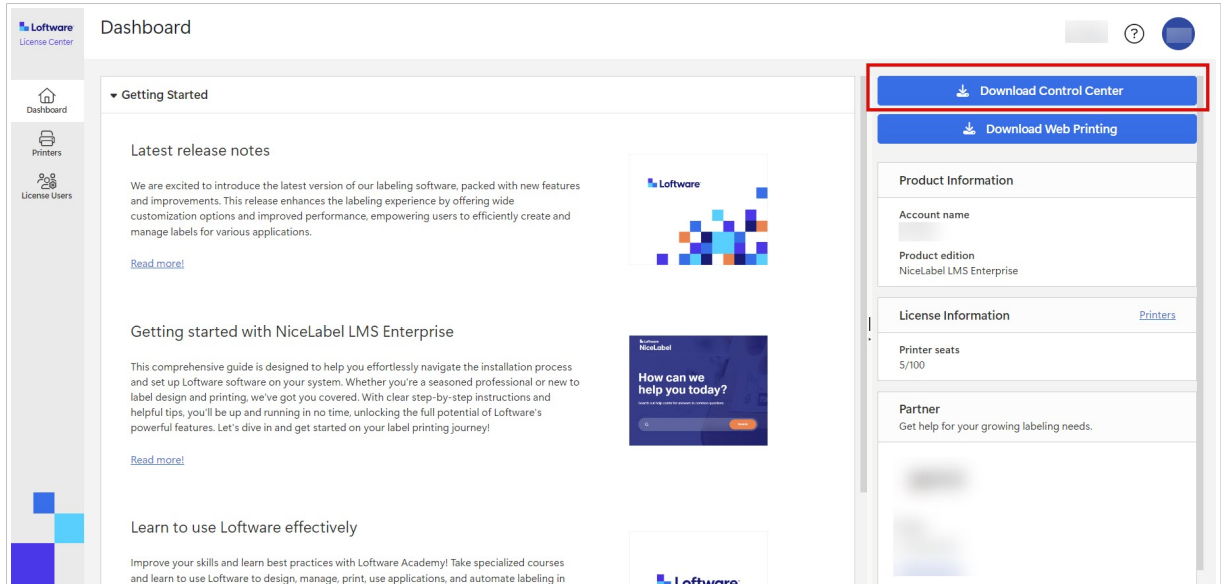 Loftware
License Center
Dashboard
Dashboard
Printers
License Users
Getting Started
Latest release notes
We are excited to introduce the latest version of our labeling software, packed with new features
and improvements. This release enhances the labeling experience by offering wide
customization options and improved performance, empowering users to efficiently create and
manage labels for various applications.
Read more!
Loftware
Getting started with NiceLabel LMS Enterprise
This comprehensive guide is designed to help you effortlessly navigate the installation process
and set up Loftware software on your system. Whether you're a seasoned professional or new to
label design and printing, we've got you covered. With clear step-by-step instructions and
helpful tips, you'll be up and running in no time, unlocking the full potential of Loftware's
powerful features. Let's dive in and get started on your label printing journey!
Read more!
Loftware
NiceLabel
How can we
help you today?
Learn to use Loftware effectively
Improve your skills and learn best practices with Loftware Academy! Take specialized courses
and learn to use Loftware to design, manage, print, use applications, and automate labeling in
Loftware
?
Download Control Center
Download Web Printing
Product Information
Account name
Product edition
NiceLabel LMS Enterprise
License Information
Printers
Printer seats
5/100
Partner
Get help for your growing labeling needs.